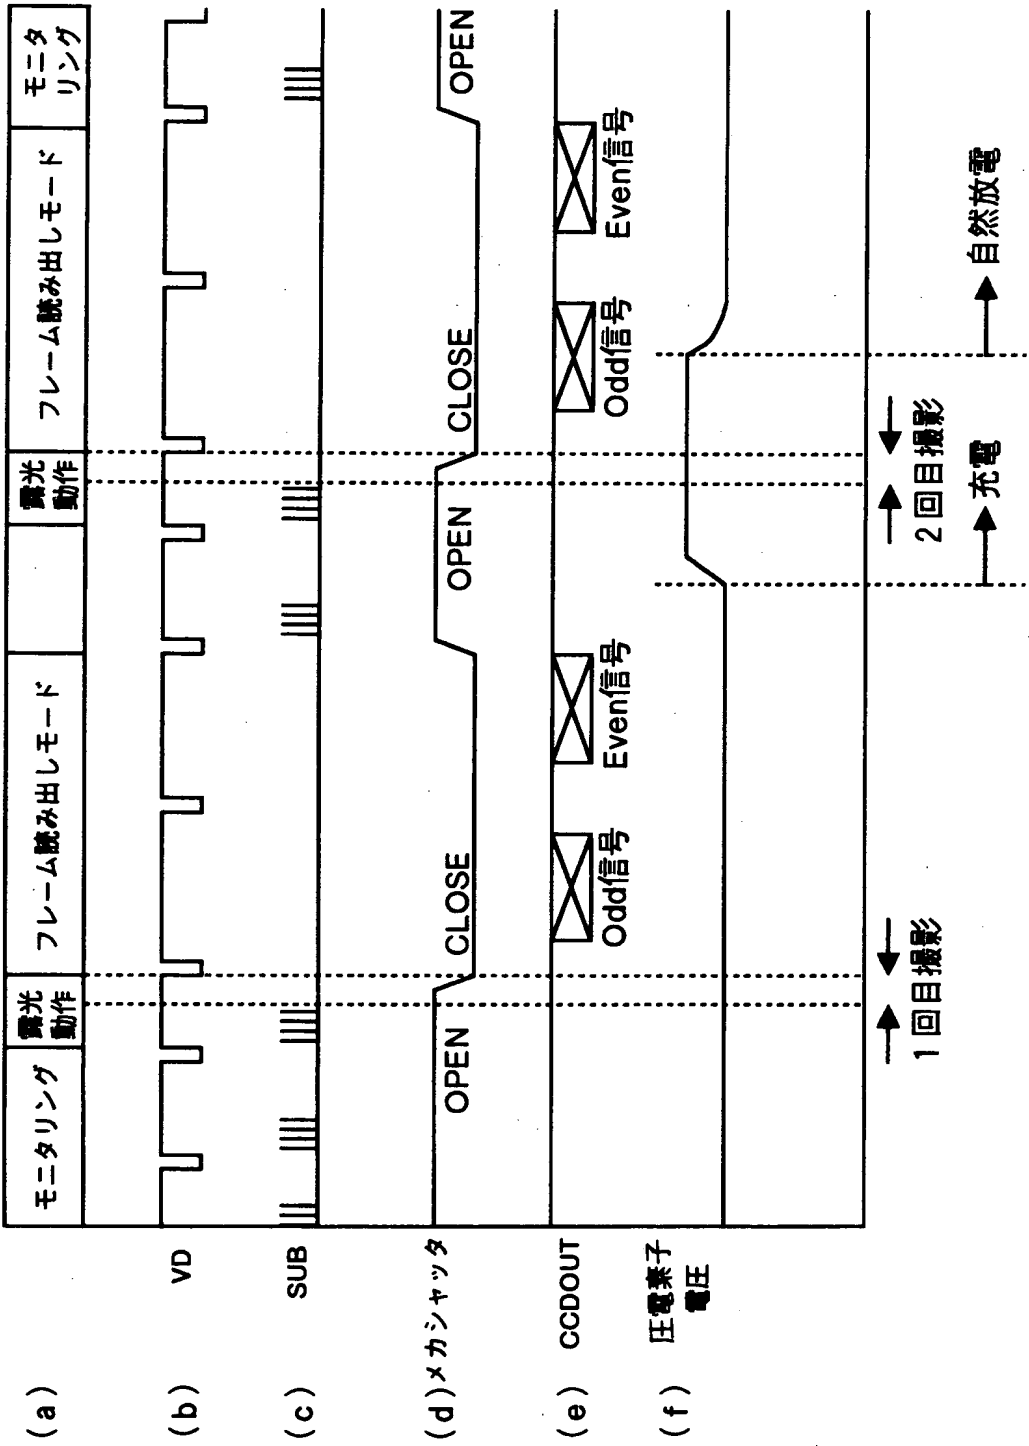 (a)
モニタリング
露光
動作
フレーム読み出しモード
露光
動作
フレーム読み出しモード
モニタ
リング
(b)
VD
(c)
SUB
(d)メカシャッタ
OPEN
CLOSE
OPEN
CLOSE
OPEN
(e)
CCDOUT
Odd信号
Even信号
Odd信号
Even信号
(f)
圧電素子
電圧
1回目撮影
2回目撮影
充電
自然放電